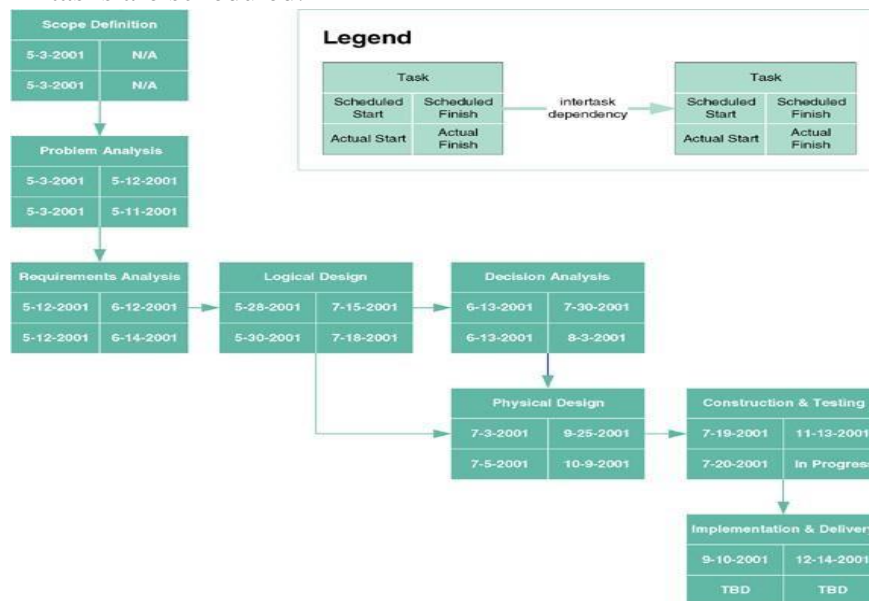 tasks are scheduled.
Scope Definition
5-3-2001 N/A
5-3-2001 N/A
Legend
Task
Scheduled Start Scheduled Finish
Actual Start Actual Finish
intertask dependency
Task
Scheduled Start Scheduled Finish
Actual Start Actual Finish
Problem Analysis
5-3-2001 5-12-2001
5-3-2001 5-11-2001
Requirements Analysis
5-12-2001 6-12-2001
5-12-2001 6-14-2001
Logical Design
5-28-2001 7-15-2001
5-30-2001 7-18-2001
Decision Analysis
6-13-2001 7-30-2001
6-13-2001 8-3-2001
Physical Design
7-3-2001 9-25-2001
7-5-2001 10-9-2001
Construction & Testing
7-19-2001 11-13-2001
7-20-2001 In Progress
Implementation & Delivery
9-10-2001 12-14-2001
TBD TBD